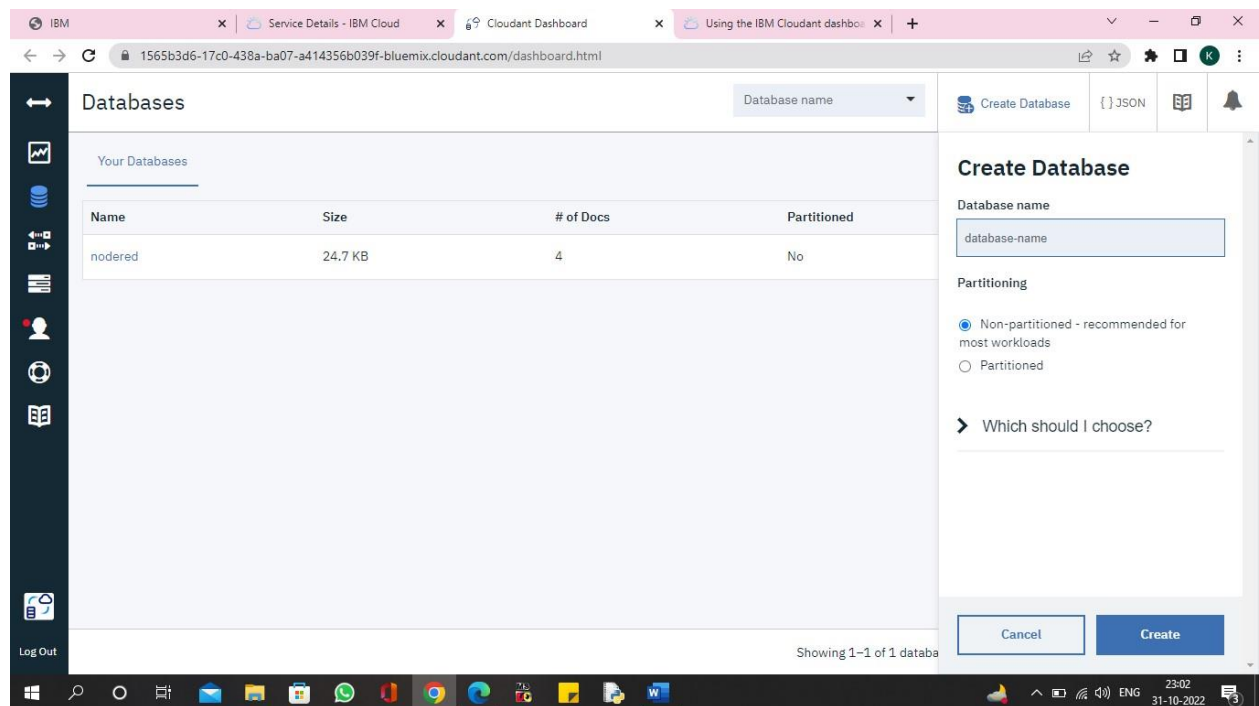 IBM
Service Details - IBM Cloud
Cloudant Dashboard
Using the IBM Cloudant dashboa
1565b3d6-17c0-438a-ba07-a414356b039f-bluemix.cloudant.com/dashboard.html
K
Databases
Database name
Create Database
{ } JSON
Your Databases
Name Size # of Docs Partitioned
nodered 24.7 KB 4 No
Create Database
Database name
database-name
Partitioning
Non-partitioned - recommended for
most workloads
Partitioned
Which should I choose?
Cancel
Create
Log Out
Showing 1–1 of 1 databa
ENG
23:02
31-10-2022
3